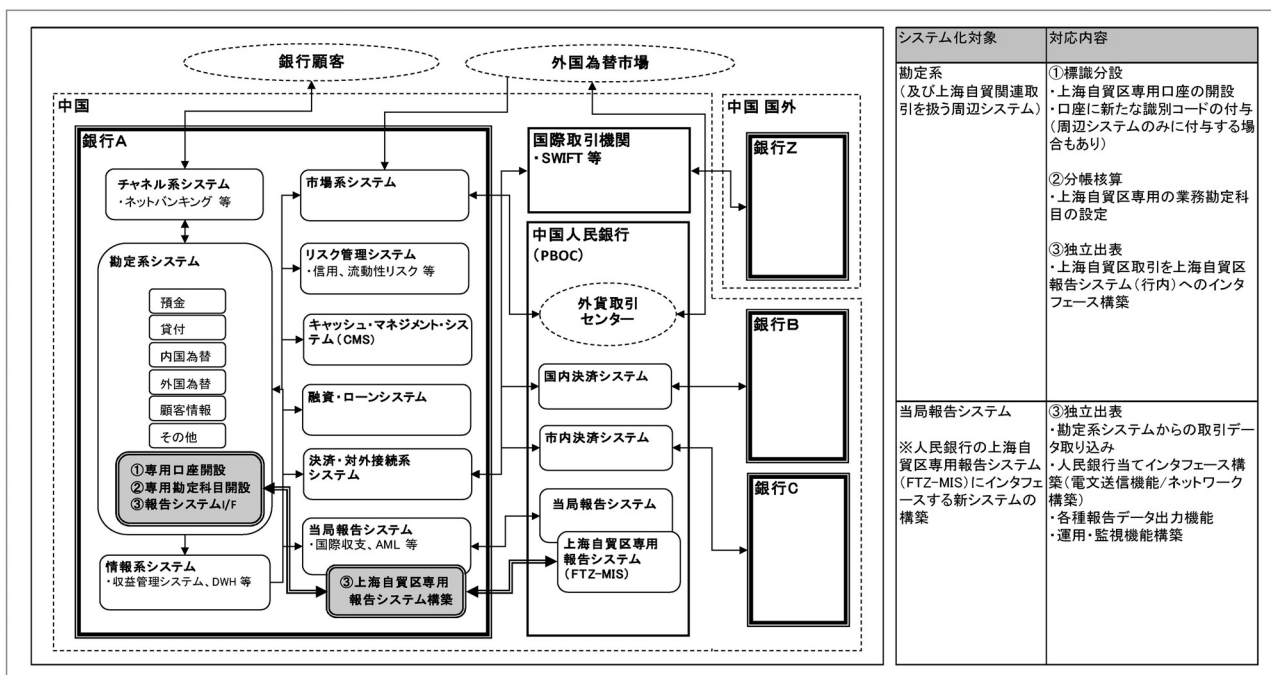 銀行顧客
外国為替市場
中国
中国 国外
銀行A
チャネル系システム
・ネットバンキング 等
勘定系システム
預金
貸付
内国為替
外国為替
顧客情報
その他
①専用口座開設
②専用勘定科目開設
③報告システムI/F
情報系システム
・収益管理システム、DWH 等
市場系システム
リスク管理システム
・信用、流動性リスク 等
キャッシュ・マネジメント・シス
テム(CMS)
融資・ローンシステム
決済・対外接続系
システム
当局報告システム
・国際収支、AML 等
③上海自貿区専用
報告システム構築
国際取引機関
・SWIFT 等
中国人民銀行
(PBOC)
外貨取引
センター
国内決済システム
市内決済システム
当局報告システム
上海自貿区専用
報告システム
(FTZ-MIS)
銀行Z
銀行B
銀行C
システム化対象
対応内容
勘定系
(及び上海自貿関連取
引を扱う周辺システム)
①標識分設
・上海自貿区専用口座の開設
・口座に新たな識別コードの付与
(周辺システムのみに付与する場
合もあり)
②分帳核算
・上海自貿区専用の業務勘定科
目の設定
③独立出表
・上海自貿区取引を上海自貿区
報告システム(行内)へのインタ
フェース構築
当局報告システム
※人民銀行の上海自
貿区専用報告システム
(FTZ-MIS)にインタフェ
ースする新システムの
構築
③独立出表
・勘定系システムからの取引デー
タ取り込み
・人民銀行当てインタフェース構
築(電文送信機能/ネットワーク
構築)
・各種報告データ出力機能
・運用・監視機能構築